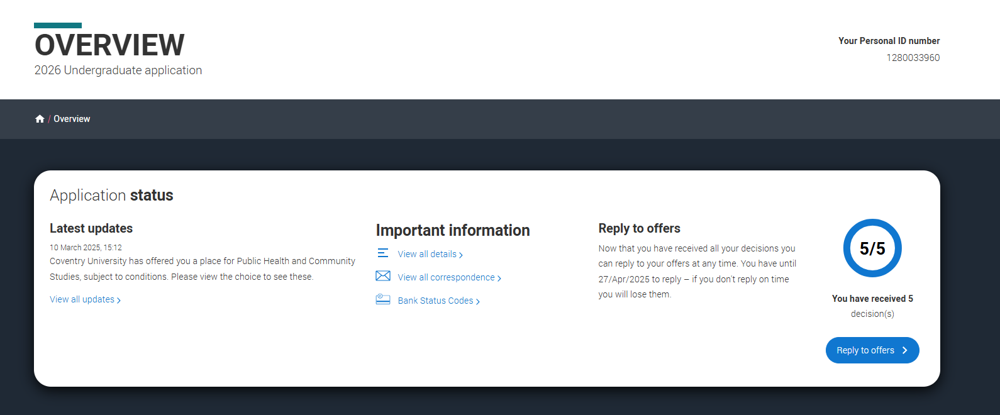 OVERVIEW
2026 Undergraduate application
Your Personal ID number
1280033960
/ Overview
Application status
Latest updates
10 March 2025, 15:12
Coventry University has offered you a place for Public Health and Community
Studies, subject to conditions. Please view the choice to see these.
View all updates
Important information
View all details
View all correspondence
Bank Status Codes
Reply to offers
Now that you have received all your decisions you
can reply to your offers at any time. You have until
27/Apr/2025 to reply – if you don't reply on time
you will lose them.
5/5
You have received 5
decision(s)
Reply to offers